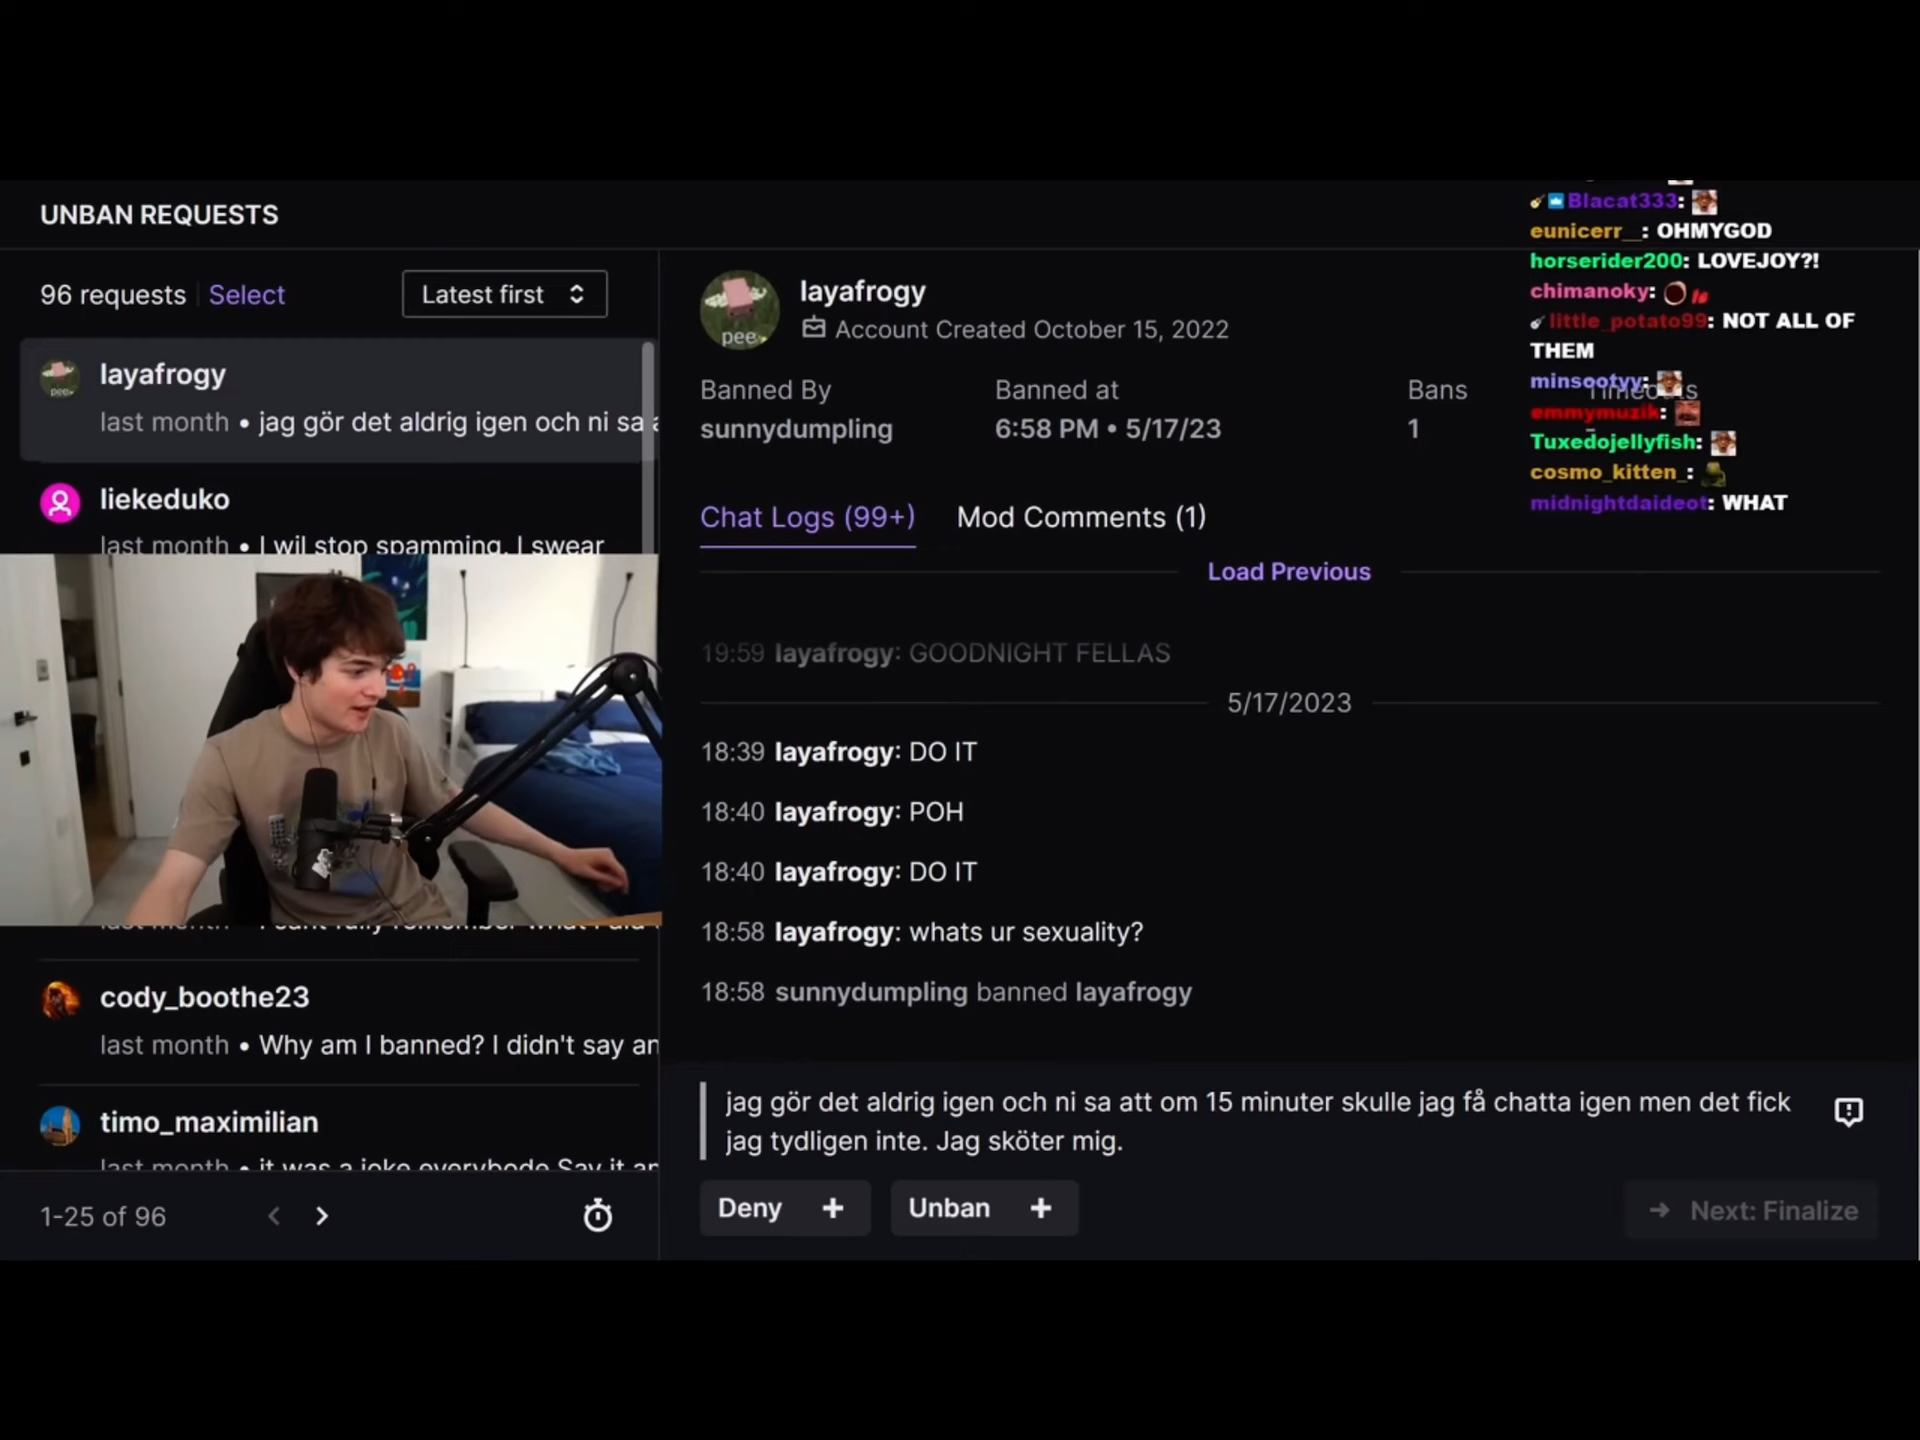 UNBAN REQUESTS
96 requests
Select
Latest first
layafrogy
last month • jag gör det aldrig igen och ni sa
liekeduko
last month • I wil stop spamming, I swear
cody_boothe23
last month • Why am I banned? I didn't say an
timo_maximilian
last month • it was a joke everybode Say it
1-25 of 96
pee
layafrogy
Account Created October 15, 2022
Banned By
Banned at
Bans
Timeouts
sunnydumpling
6:58 PM • 5/17/23
1
Chat Logs (99+)
Mod Comments (1)
Load Previous
19:59 layafrogy: GOODNIGHT FELLAS
5/17/2023
18:39 layafrogy: DO IT
18:40 layafrogy: POH
18:40 layafrogy: DO IT
18:58 layafrogy: whats ur sexuality?
18:58 sunnydumpling banned layafrogy
jag gör det aldrig igen och ni sa att om 15 minuter skulle jag få chatta igen men det fick
jag tydligen inte. Jag sköter mig.
Deny +
Unban +
Next: Finalize
Blacat333:
eunicerr__: OHMYGOD
horserider200: LOVEJOY?!
chimanoky:
little_potato99: NOT ALL OF
THEM
minsootyy:
emmymuzik:
Tuxedojellyfish:
cosmo_kitten_:
midnightdaideot: WHAT